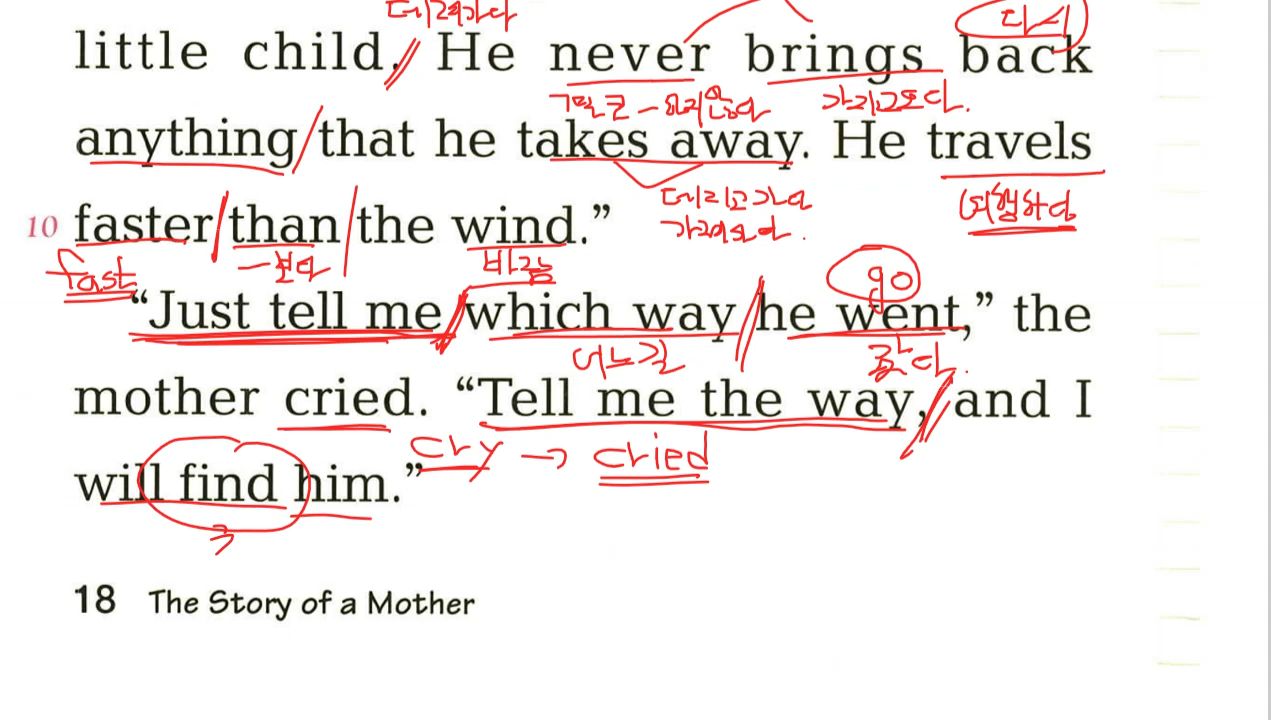 데려가다
다시
little child. He never brings back
결코 ~하지 않다 가지고 오다.
anything that he takes away. He travels
데리고 가다
여행하다
10 faster than the wind."
fast ~보다 바람 go
"Just tell me which way he went," the
어느 길 갔다.
mother cried. "Tell me the way, and I
cry → cried
will find him."
18 The Story of a Mother